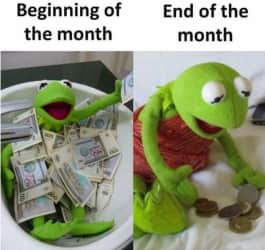 Beginning of
the month
End of the
month